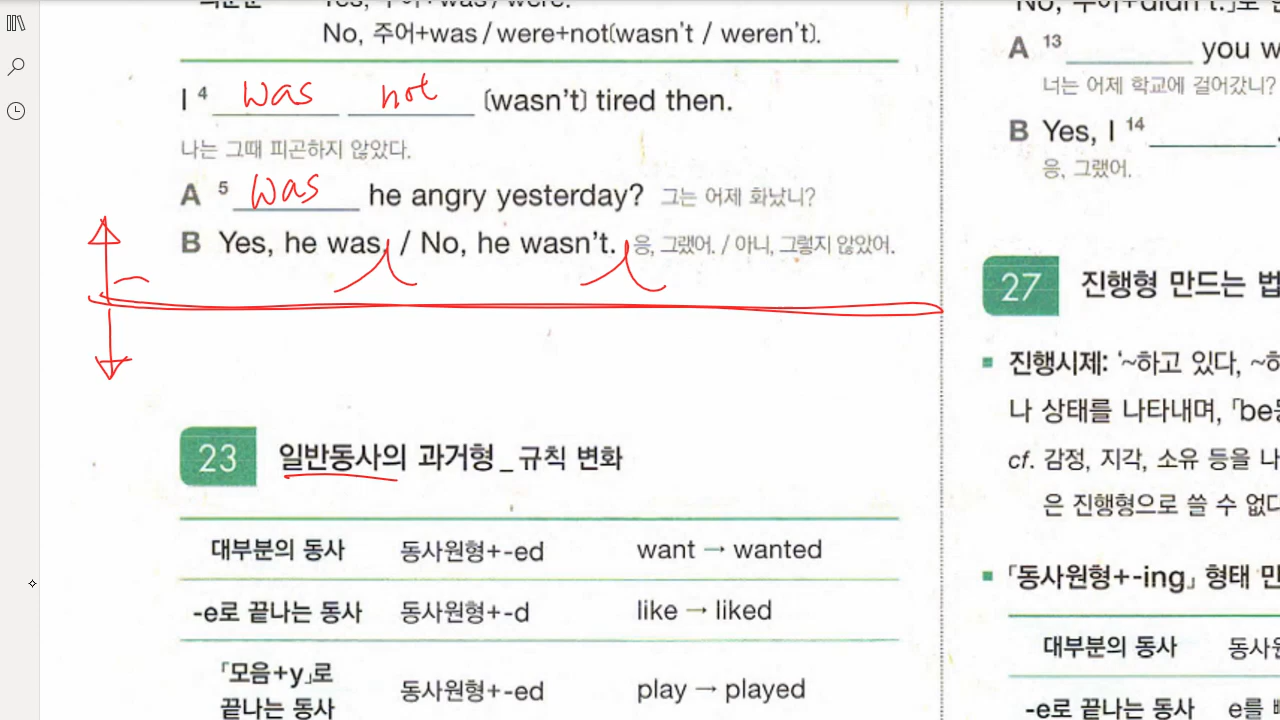 Yes, 주어+was / were.
No, 주어+was / were+not(wasn't / weren't).
I 4 was not (wasn't) tired then.
나는 그때 피곤하지 않았다.
A 5 was he angry yesterday? 그는 어제 화났니?
B Yes, he was. / No, he wasn't. 응, 그랬어. / 아니, 그렇지 않았어.
23 일반동사의 과거형 _ 규칙 변화
대부분의 동사 동사원형+-ed want → wanted
-e로 끝나는 동사 동사원형+-d like → liked
「모음+y」로
끝나는 동사 동사원형+-ed play → played
No, 주어+didn't.」로
A 13 you
너는 어제 학교에 걸어갔니?
B Yes, I 14 .
응, 그랬어.
27 진행형 만드는 법
진행시제: '~하고 있다,
나 상태를 나타내며, 「be
cf. 감정, 지각, 소유 등을
은 진행형으로 쓸 수 없다
「동사원형+-ing」 형태
대부분의 동사
-e로 끝나는 동사 e를